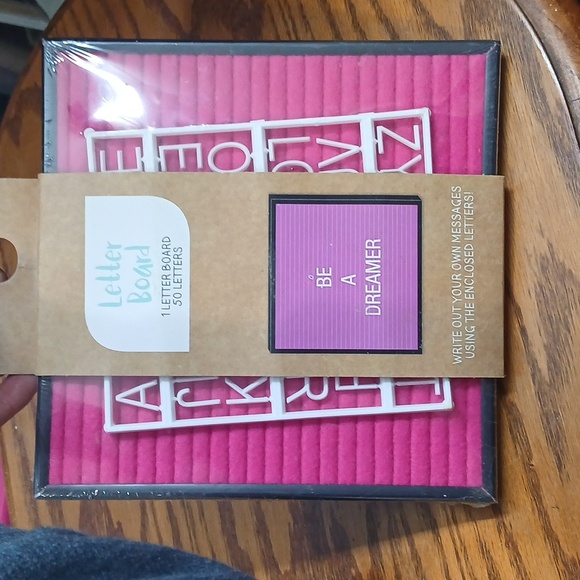 Letter
Board
1 LETTER BOARD
50 LETTERS
BE
A
DREAMER
WRITE OUT YOUR OWN MESSAGES
USING THE ENCLOSED LETTERS!
E
E O
L O
V
Z Y
A
J
K
R